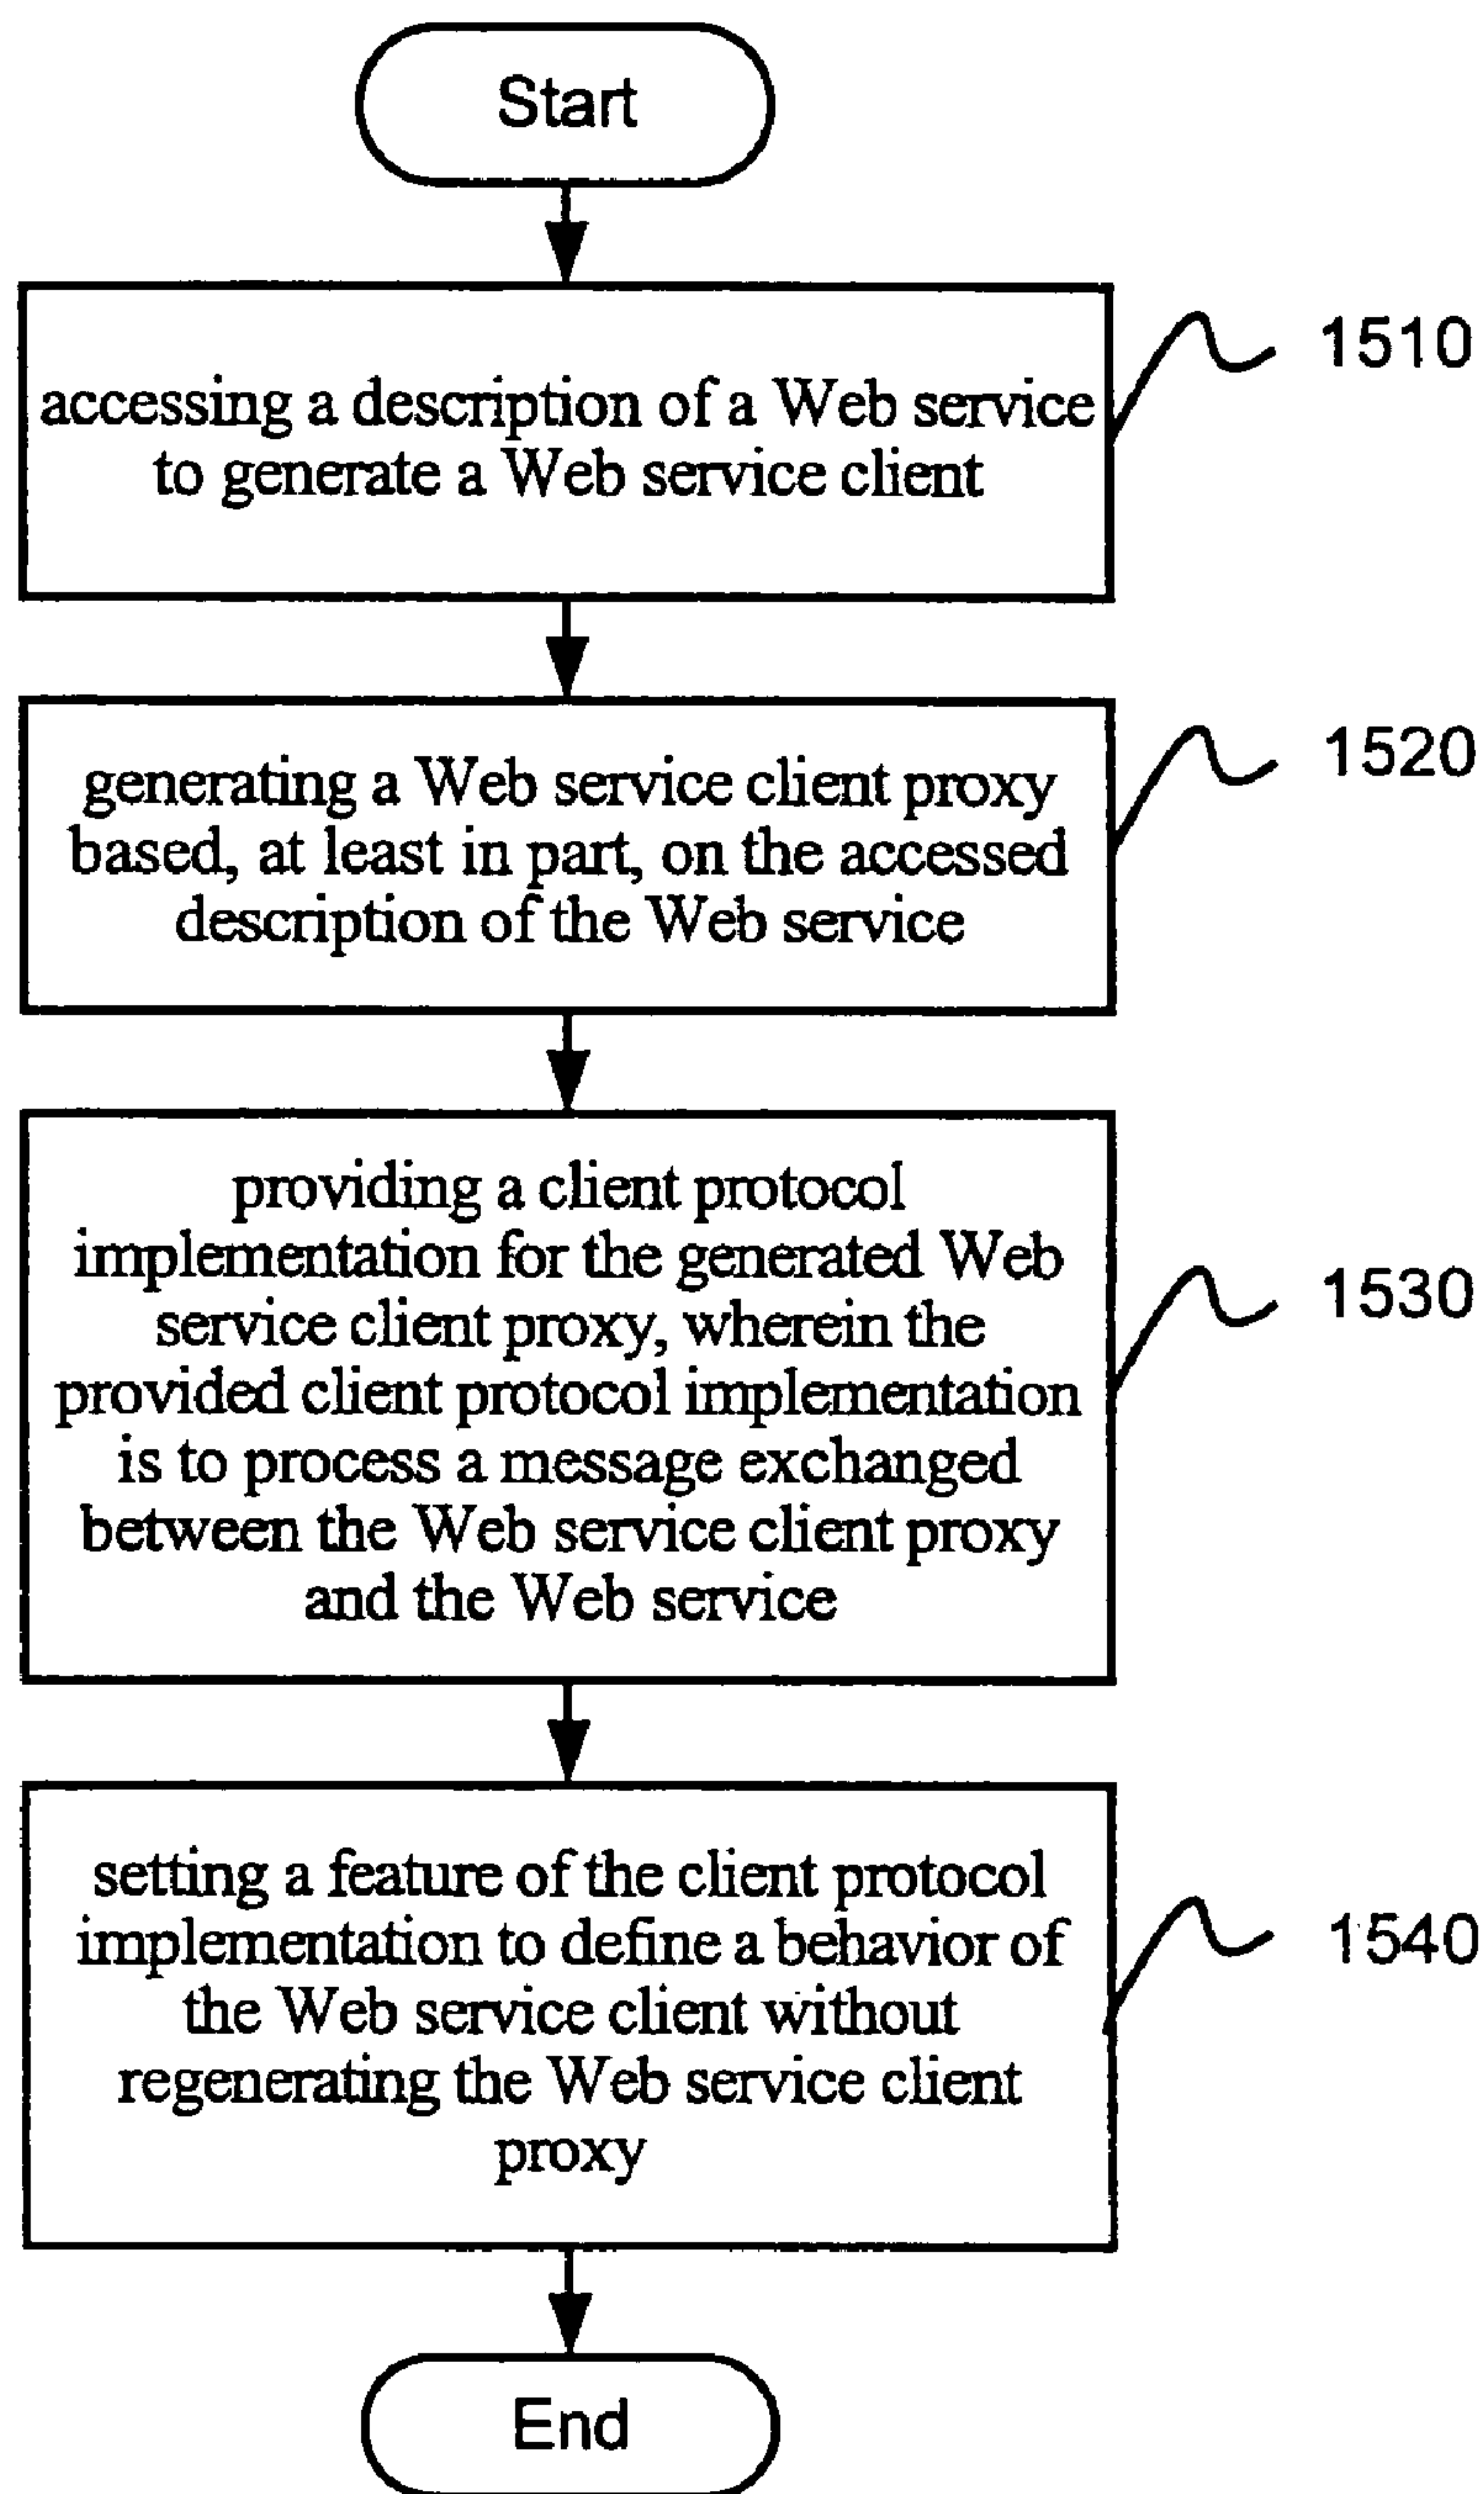 Start
accessing a description of a Web service
to generate a Web service client
1510
generating a Web service client proxy
based, at least in part, on the accessed
description of the Web service
1520
providing a client protocol
implementation for the generated Web
service client proxy, wherein the
provided client protocol implementation
is to process a message exchanged
between the Web service client proxy
and the Web service
1530
setting a feature of the client protocol
implementation to define a behavior of
the Web service client without
regenerating the Web service client
proxy
1540
End